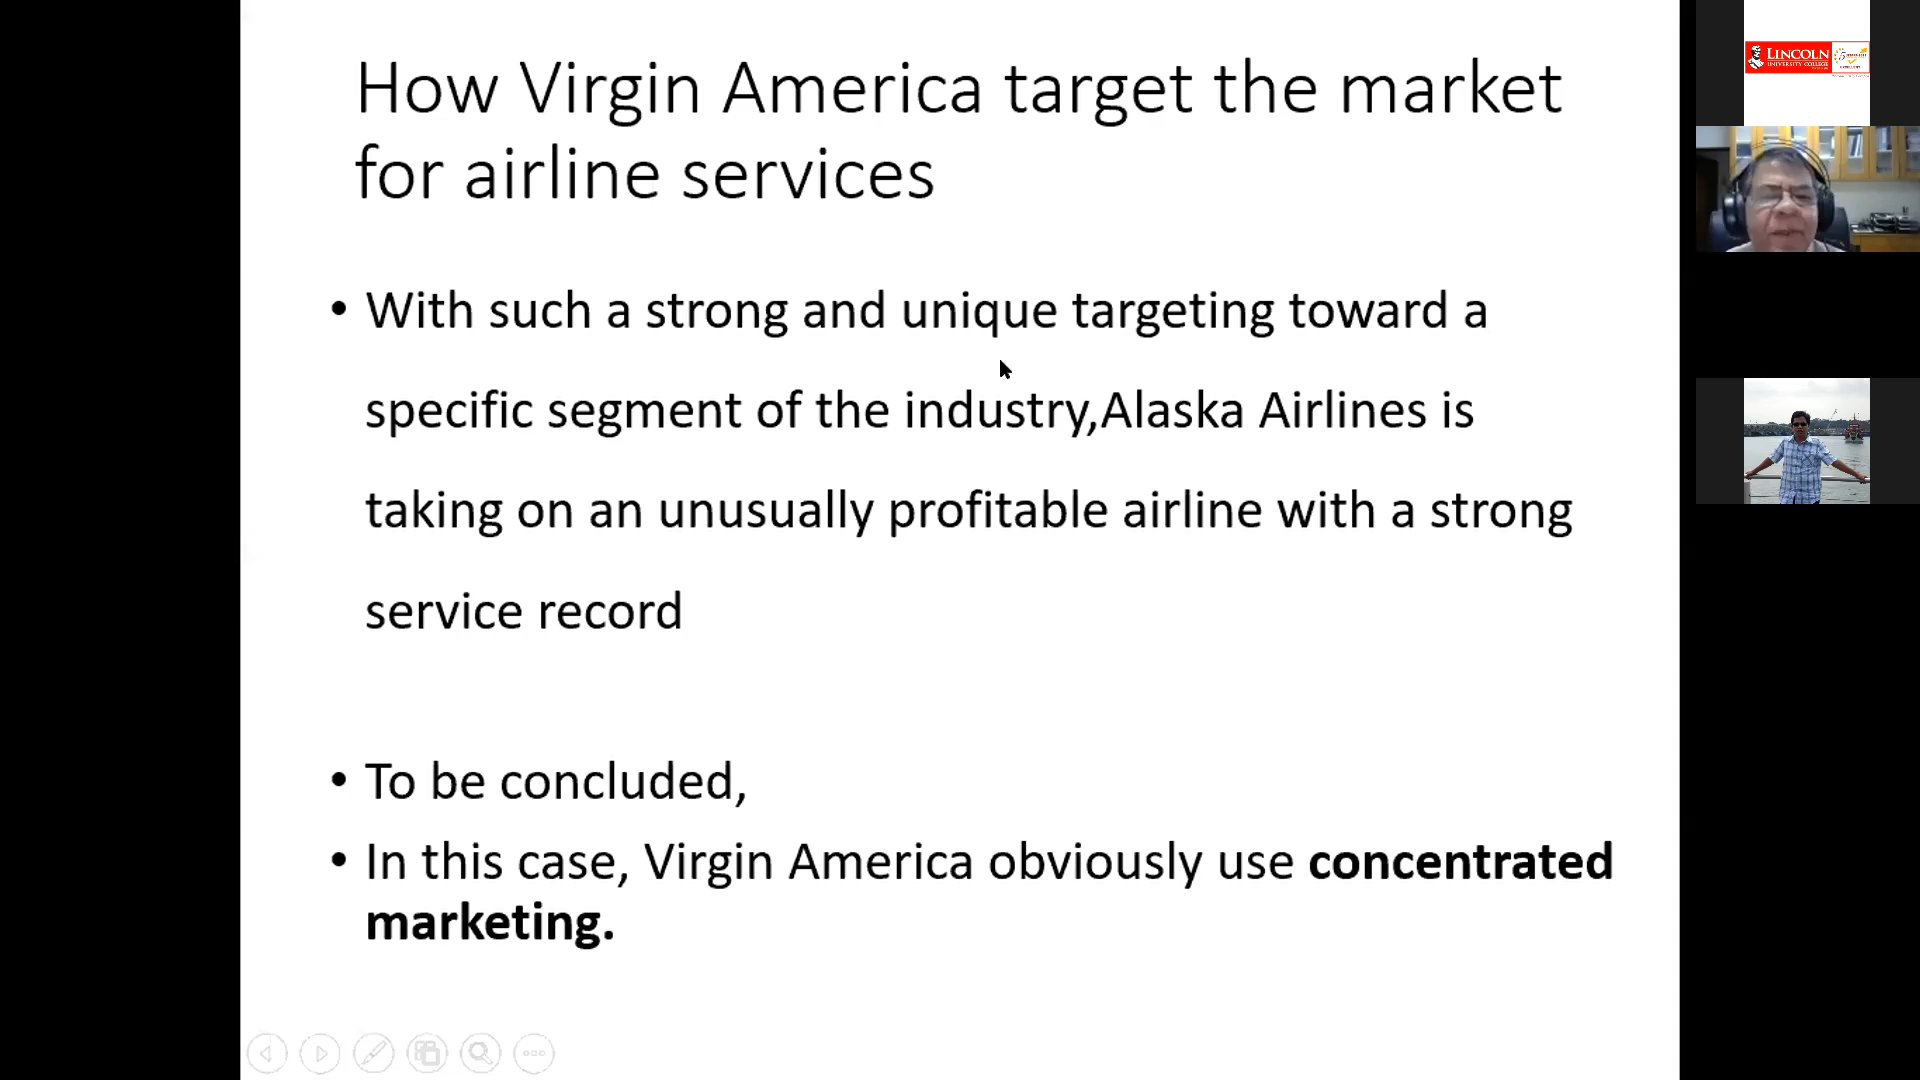 How Virgin America target the market
for airline services
• With such a strong and unique targeting toward a
specific segment of the industry,Alaska Airlines is
taking on an unusually profitable airline with a strong
service record
• To be concluded,
• In this case, Virgin America obviously use concentrated
marketing.
LINCOLN
UNIVERSITY COLLEGE